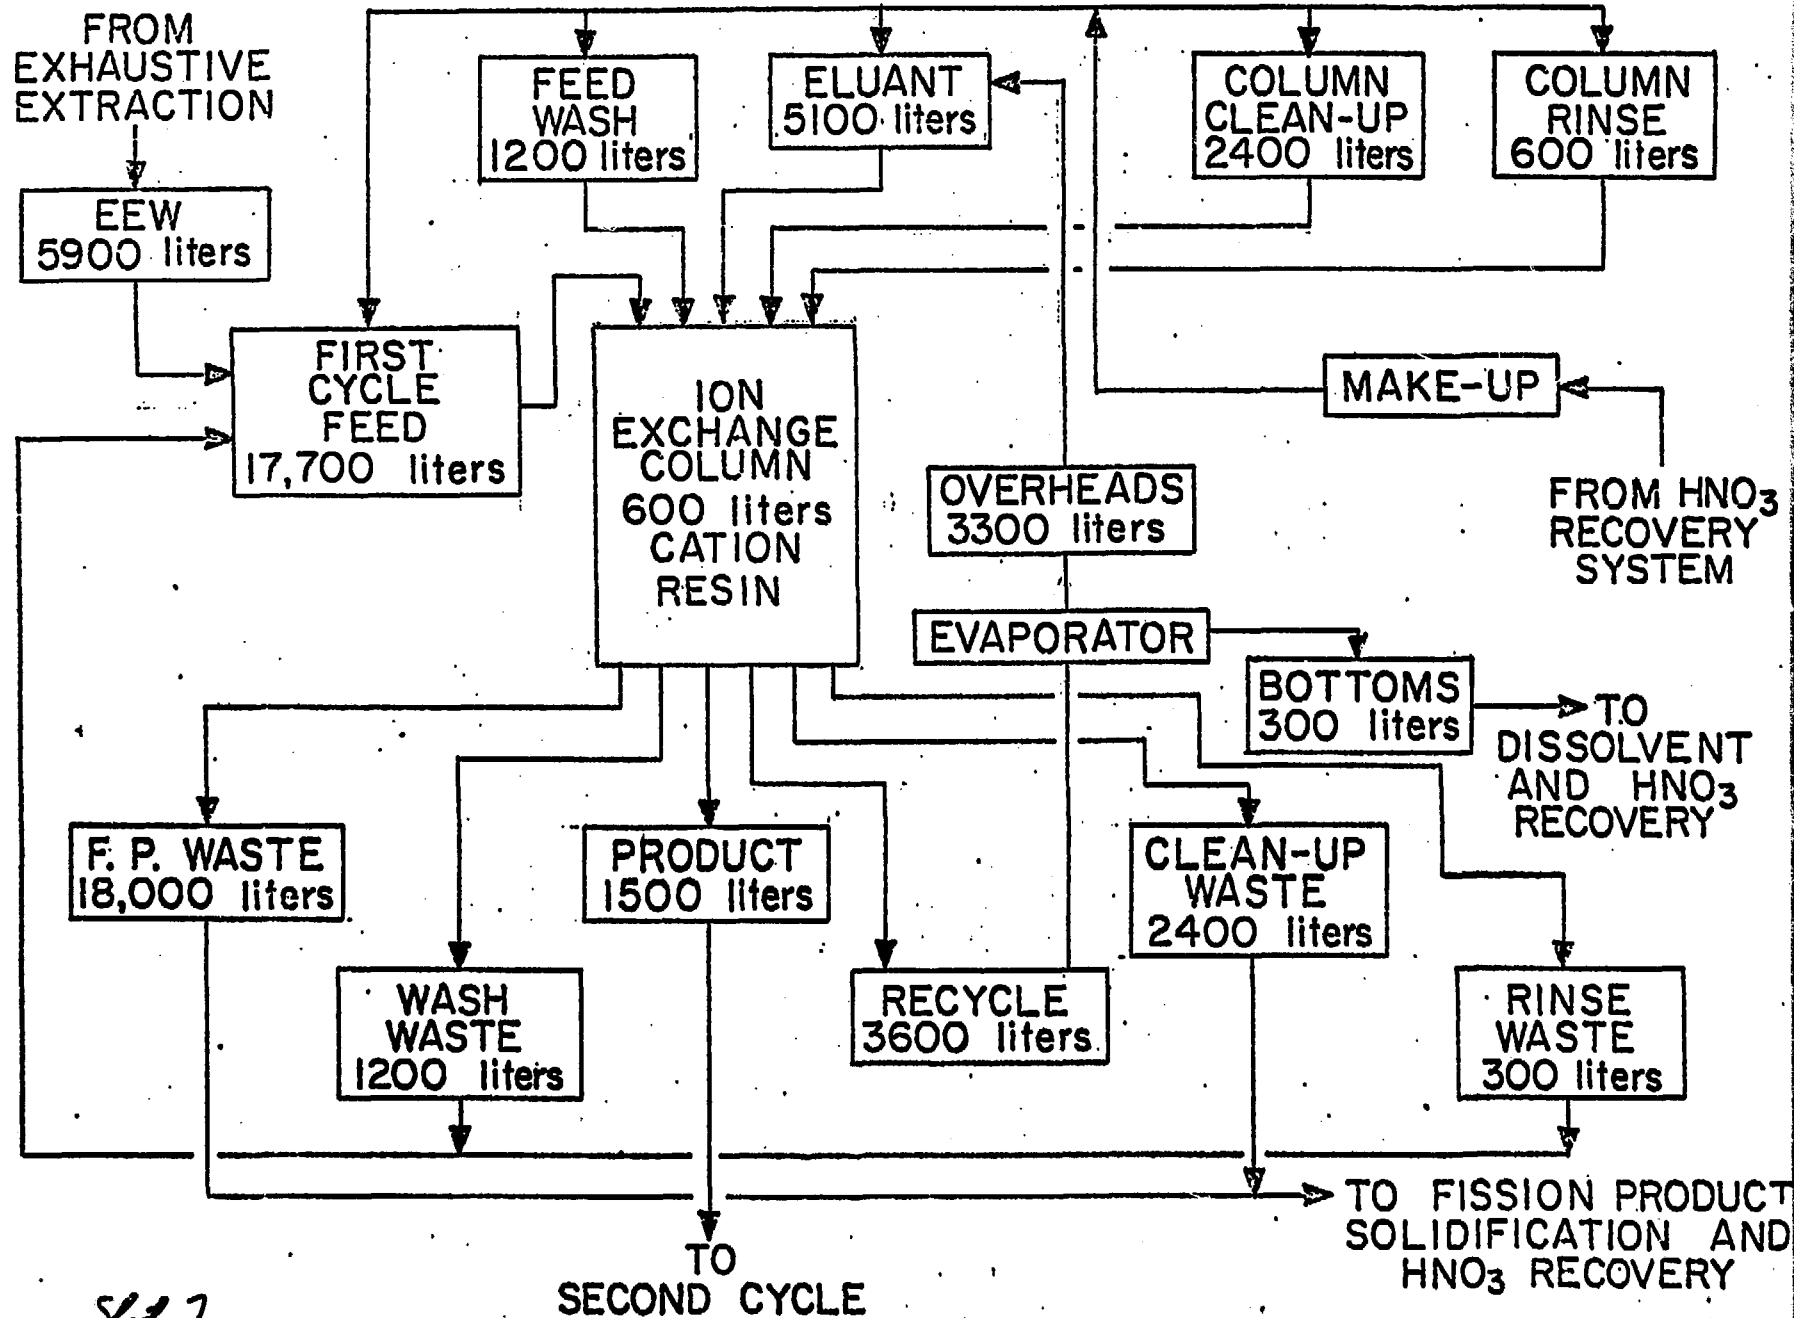 FROM
EXHAUSTIVE
EXTRACTION
EEW
5900 liters
FEED
WASH
1200 liters
ELUANT
5100 liters
COLUMN
CLEAN-UP
2400 liters
COLUMN
RINSE
600 liters
FIRST
CYCLE
FEED
17,700 liters
ION
EXCHANGE
COLUMN
600 liters
CATION
RESIN
MAKE-UP
FROM HNO3
RECOVERY
SYSTEM
OVERHEADS
3300 liters
EVAPORATOR
BOTTOMS
300 liters
TO
DISSOLVENT
AND HNO3
RECOVERY
F. P. WASTE
18,000 liters
PRODUCT
1500 liters
CLEAN-UP
WASTE
2400 liters
WASH
WASTE
1200 liters
RECYCLE
3600 liters
RINSE
WASTE
300 liters
TO FISSION PRODUCT
SOLIDIFICATION AND
HNO3 RECOVERY
TO
SECOND CYCLE